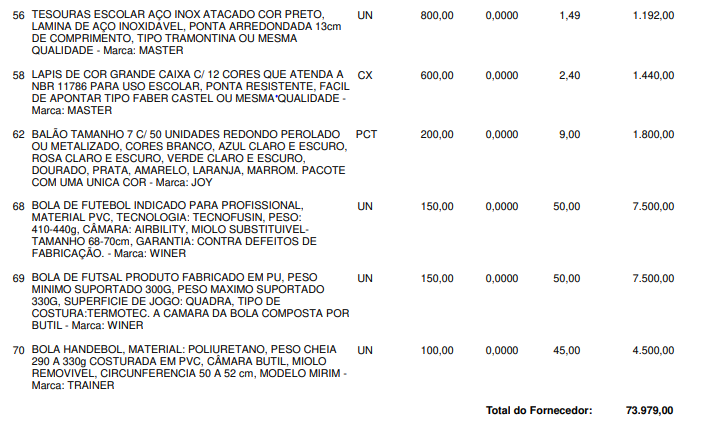 56 TESOURAS ESCOLAR AÇO INOX ATACADO COR PRETO, UN 800,00 0,0000 1,49 1.192,00
LAMINA DE AÇO INOXIDÁVEL, PONTA ARREDONDADA 13cm
DE COMPRIMENTO, TIPO TRAMONTINA OU MESMA
QUALIDADE - Marca: MASTER
58 LAPIS DE COR GRANDE CAIXA C/ 12 CORES QUE ATENDA A CX 600,00 0,0000 2,40 1.440,00
NBR 11786 PARA USO ESCOLAR, PONTA RESISTENTE, FACIL
DE APONTAR TIPO FABER CASTEL OU MESMA*QUALIDADE -
Marca: MASTER
62 BALÃO TAMANHO 7 C/ 50 UNIDADES REDONDO PEROLADO PCT 200,00 0,0000 9,00 1.800,00
OU METALIZADO, CORES BRANCO, AZUL CLARO E ESCURO,
ROSA CLARO E ESCURO, VERDE CLARO E ESCURO,
DOURADO, PRATA, AMARELO, LARANJA, MARROM. PACOTE
COM UMA UNICA COR - Marca: JOY
68 BOLA DE FUTEBOL INDICADO PARA PROFISSIONAL, UN 150,00 0,0000 50,00 7.500,00
MATERIAL PVC, TECNOLOGIA: TECNOFUSIN, PESO:
410-440g, CÂMARA: AIRBILITY, MIOLO SUBSTITUIVEL-
TAMANHO 68-70cm, GARANTIA: CONTRA DEFEITOS DE
FABRICAÇÃO. - Marca: WINER
69 BOLA DE FUTSAL PRODUTO FABRICADO EM PU, PESO UN 150,00 0,0000 50,00 7.500,00
MINIMO SUPORTADO 300G, PESO MAXIMO SUPORTADO
330G, SUPERFICIE DE JOGO: QUADRA, TIPO DE
COSTURA:TERMOTEC. A CAMARA DA BOLA COMPOSTA POR
BUTIL - Marca: WINER
70 BOLA HANDEBOL, MATERIAL: POLIURETANO, PESO CHEIA UN 100,00 0,0000 45,00 4.500,00
290 A 330g COSTURADA EM PVC, CÂMARA BUTIL, MIOLO
REMOVIVEL, CIRCUNFERENCIA 50 A 52 cm, MODELO MIRIM -
Marca: TRAINER
Total do Fornecedor: 73.979,00